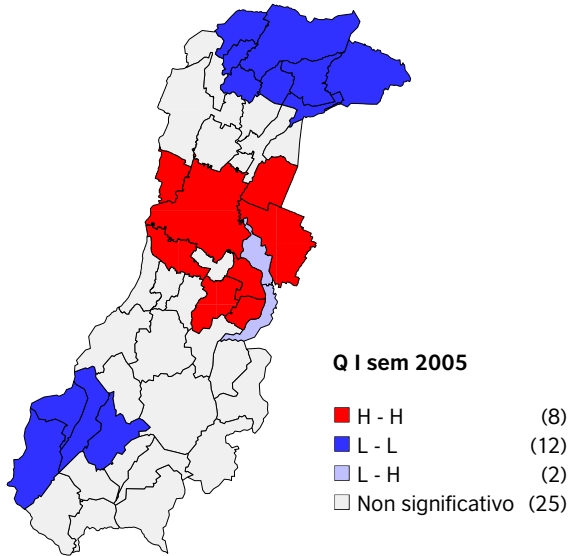 Q I sem 2005
H - H (8)
L - L (12)
L - H (2)
Non significativo (25)